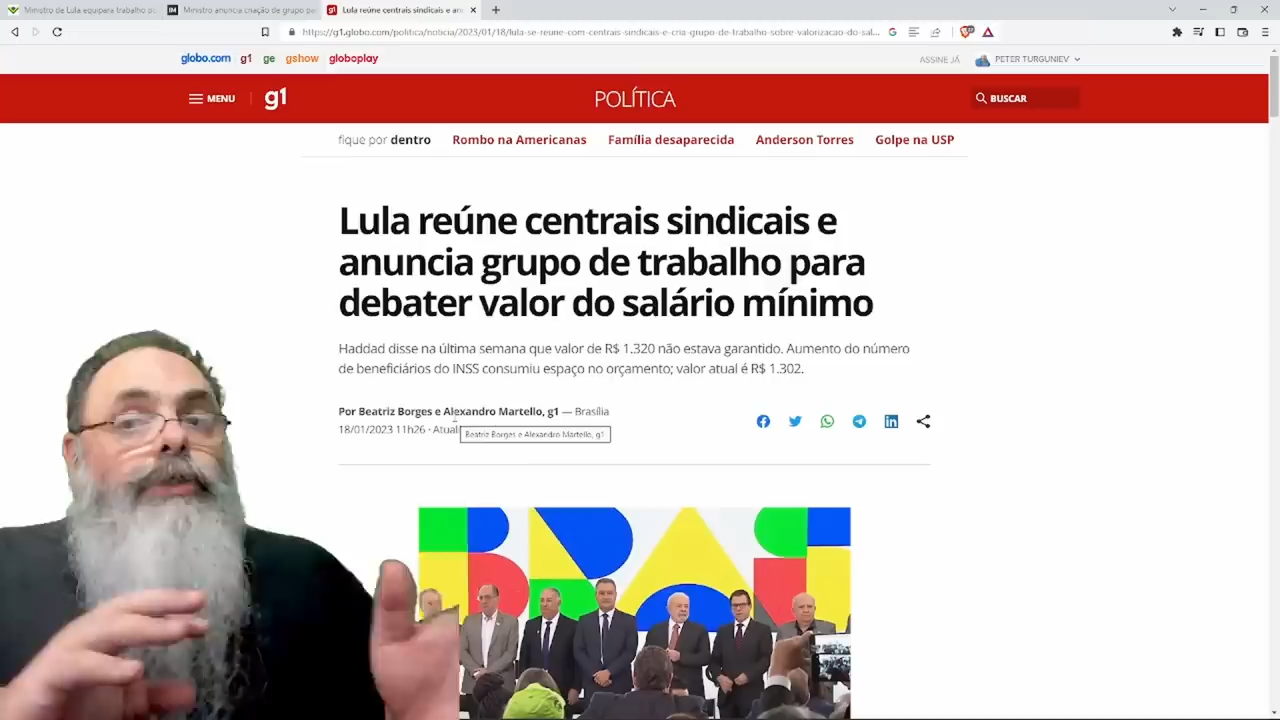 Ministro de Lula equipara trabalho po
Ministro anuncia criação de grupo par
Lula reúne centrais sindicais e an
https://g1.globo.com/politica/noticia/2023/01/18/lula-se-reune-com-centrais-sindicais-e-cria-grupo-de-trabalho-sobre-valorizacao-do-sal...
globo.com g1 ge gshow globoplay
ASSINE JÁ PETER TURGUNIEV
MENU g1 POLÍTICA BUSCAR
fique por dentro Rombo na Americanas Família desaparecida Anderson Torres Golpe na USP
Lula reúne centrais sindicais e
anuncia grupo de trabalho para
debater valor do salário mínimo
Haddad disse na última semana que valor de R$ 1.320 não estava garantido. Aumento do número
de beneficiários do INSS consumiu espaço no orçamento; valor atual é R$ 1.302.
Por Beatriz Borges e Alexandro Martello, g1 — Brasília
18/01/2023 11h26 · Atual
Beatriz Borges e Alexandro Martello, g1